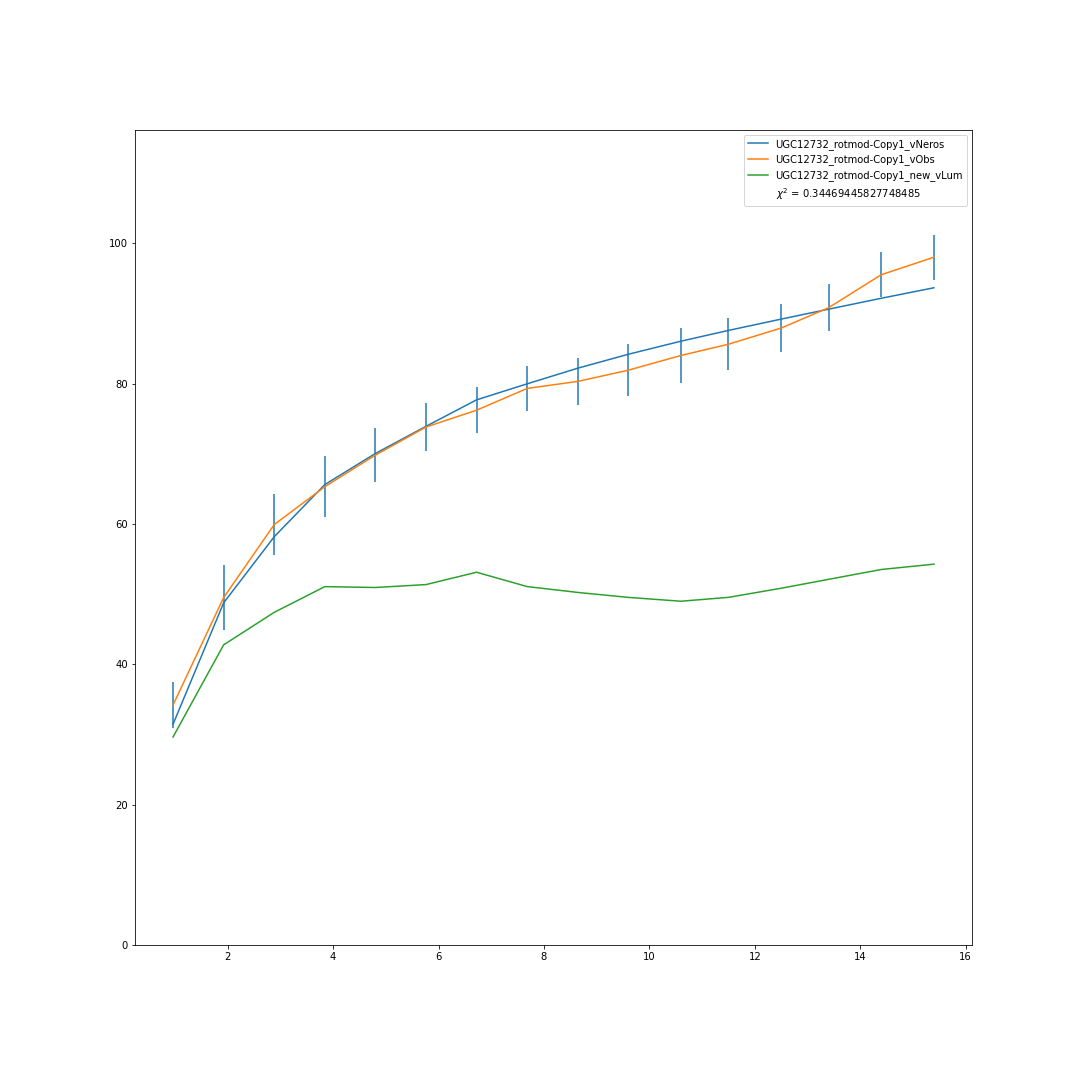 UGC12732_rotmod-Copy1_vNeros
UGC12732_rotmod-Copy1_vObs
UGC12732_rotmod-Copy1_new_vLum
χ² = 0.34469445827748485
100
80
60
40
20
0
2 4 6 8 10 12 14 16